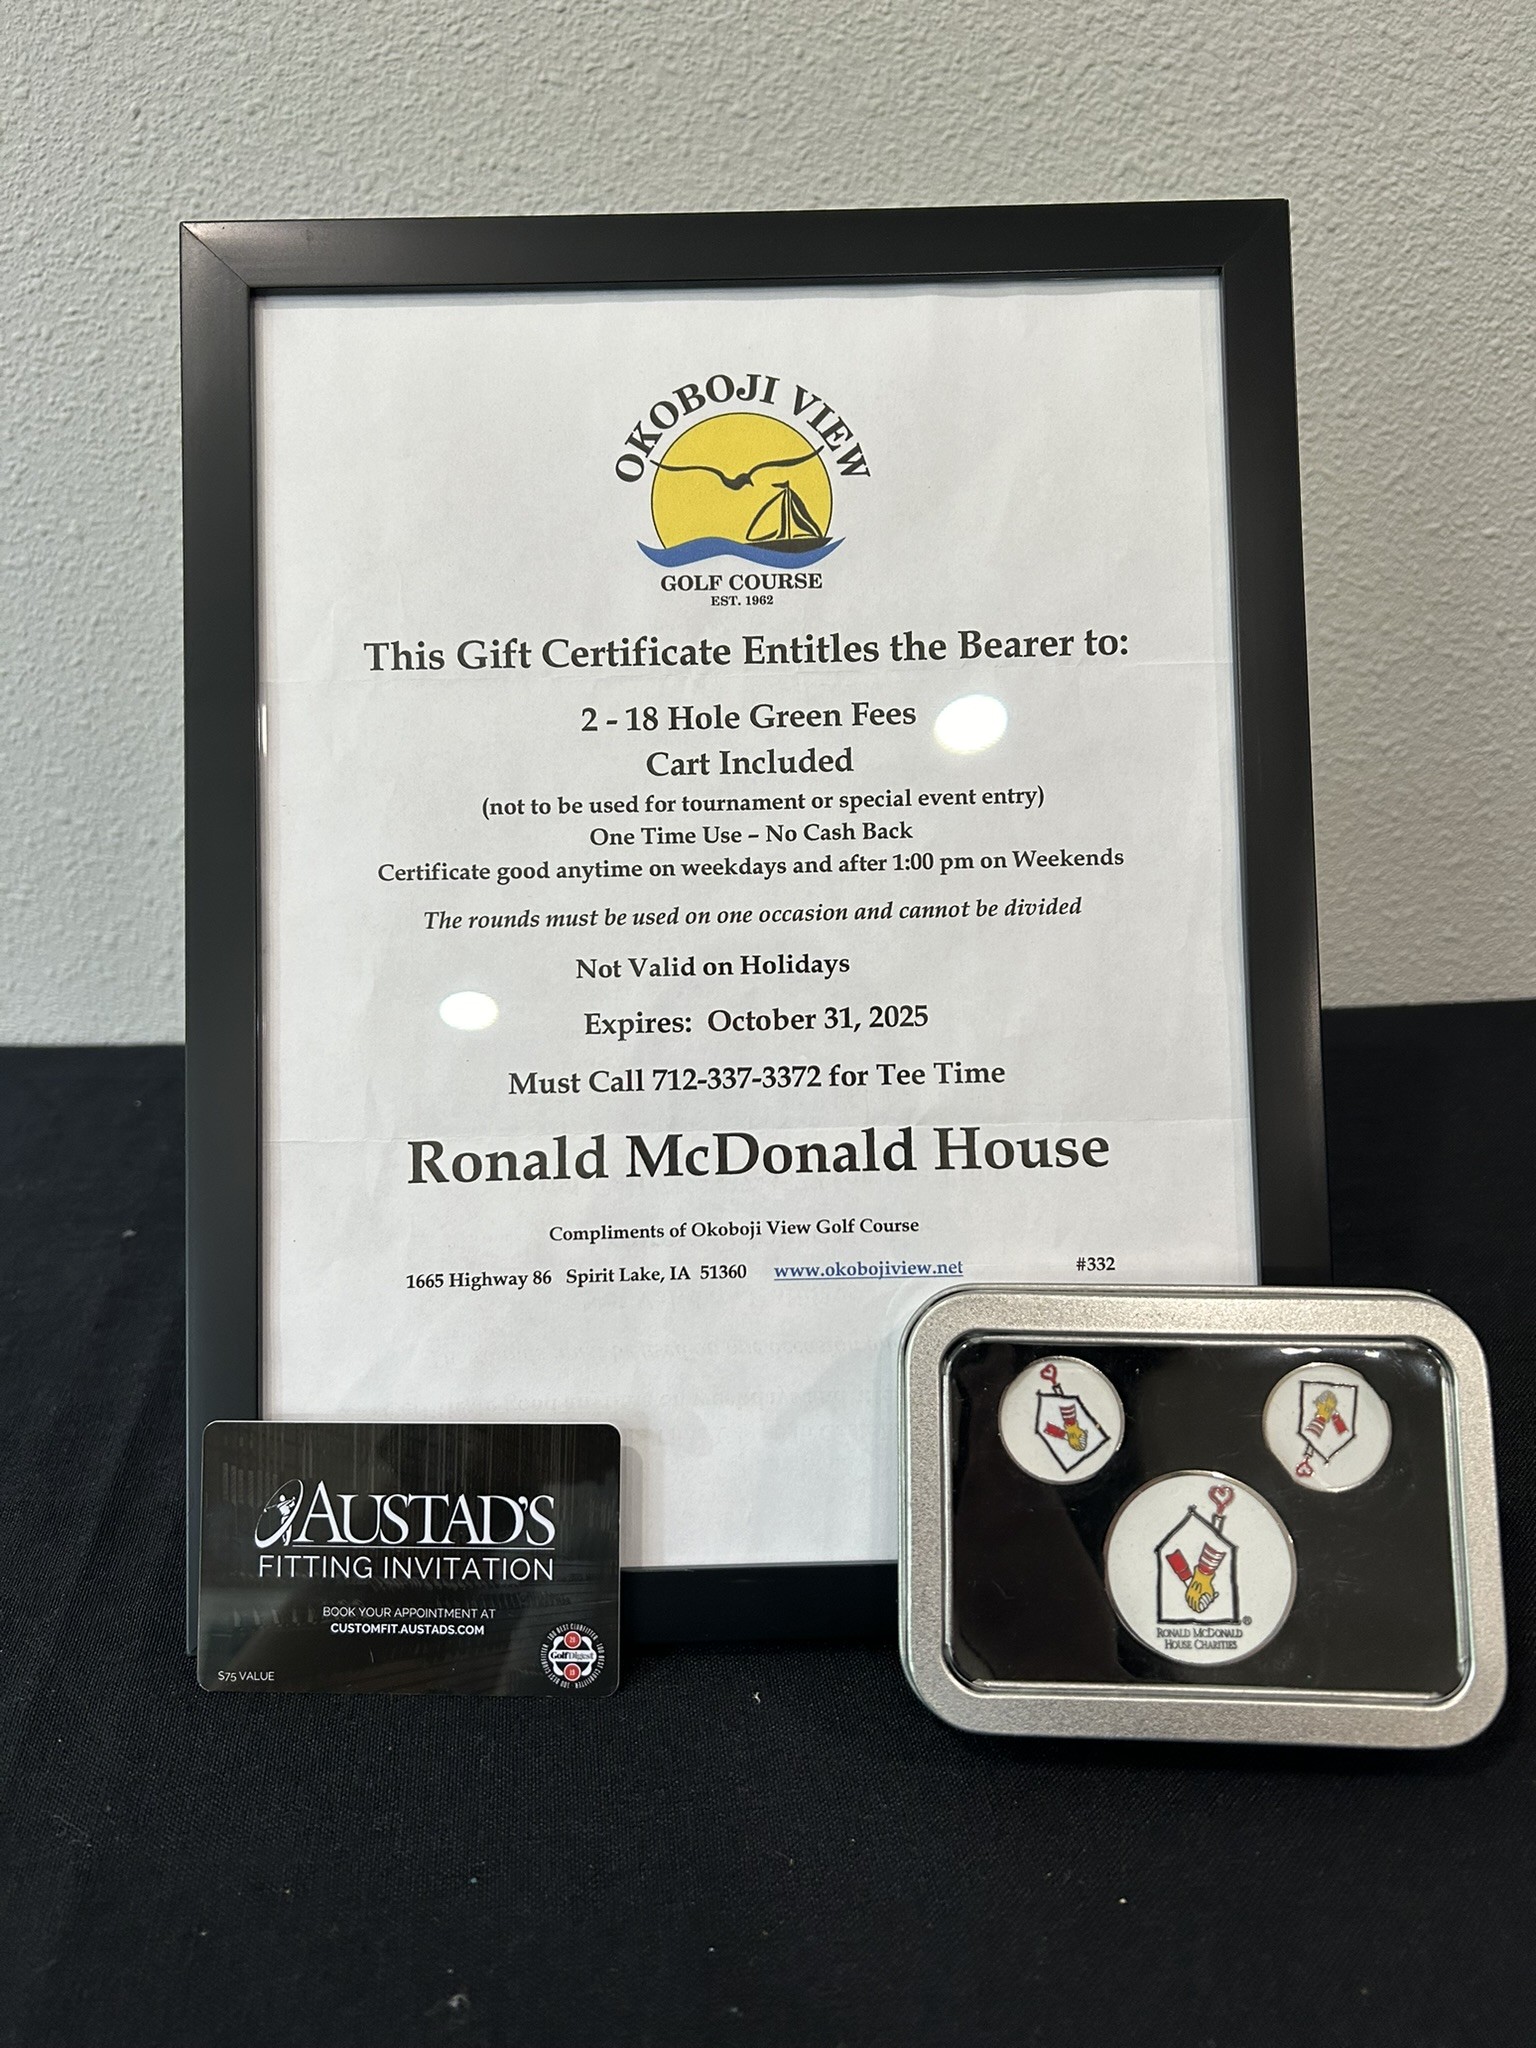 OKOBOJI VIEW
GOLF COURSE
EST. 1962
This Gift Certificate Entitles the Bearer to:
2 - 18 Hole Green Fees
Cart Included
(not to be used for tournament or special event entry)
One Time Use – No Cash Back
Certificate good anytime on weekdays and after 1:00 pm on Weekends
The rounds must be used on one occasion and cannot be divided
Not Valid on Holidays
Expires: October 31, 2025
Must Call 712-337-3372 for Tee Time
Ronald McDonald House
Compliments of Okoboji View Golf Course
1665 Highway 86 Spirit Lake, IA 51360 www.okobojiview.net #332
AUSTAD'S
FITTING INVITATION
BOOK YOUR APPOINTMENT AT
CUSTOMFIT.AUSTADS.COM
$75 VALUE
GolfDigest
RONALD MCDONALD
HOUSE CHARITIES®